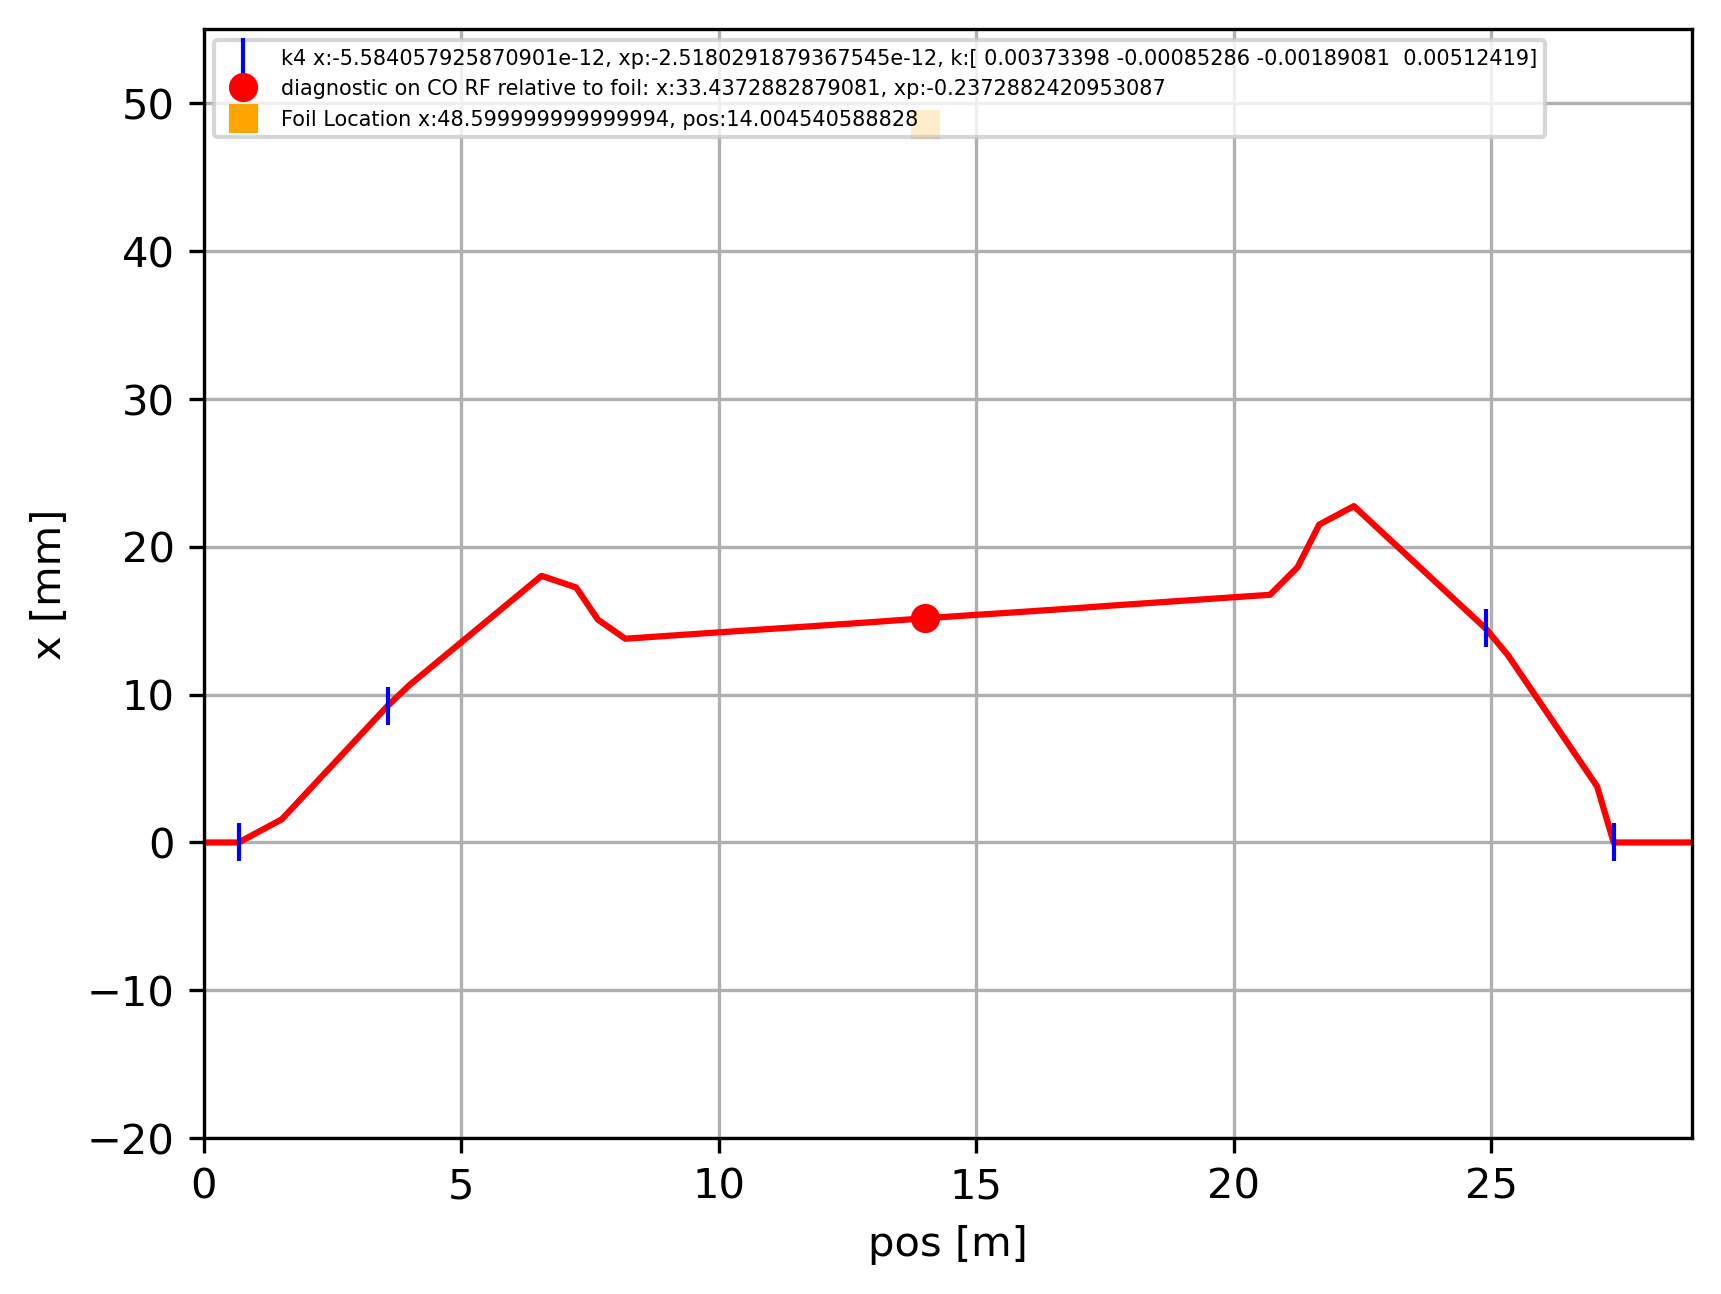 k4 x:-5.584057925870901e-12, xp:-2.5180291879367545e-12, k:[ 0.00373398 -0.00085286 -0.00189081  0.00512419]
diagnostic on CO RF relative to foil: x:33.4372882879081, xp:-0.2372882420953087
Foil Location x:48.599999999999994, pos:14.004540588828
50
40
30
20
10
0
−10
−20
x [mm]
0 5 10 15 20 25
pos [m]